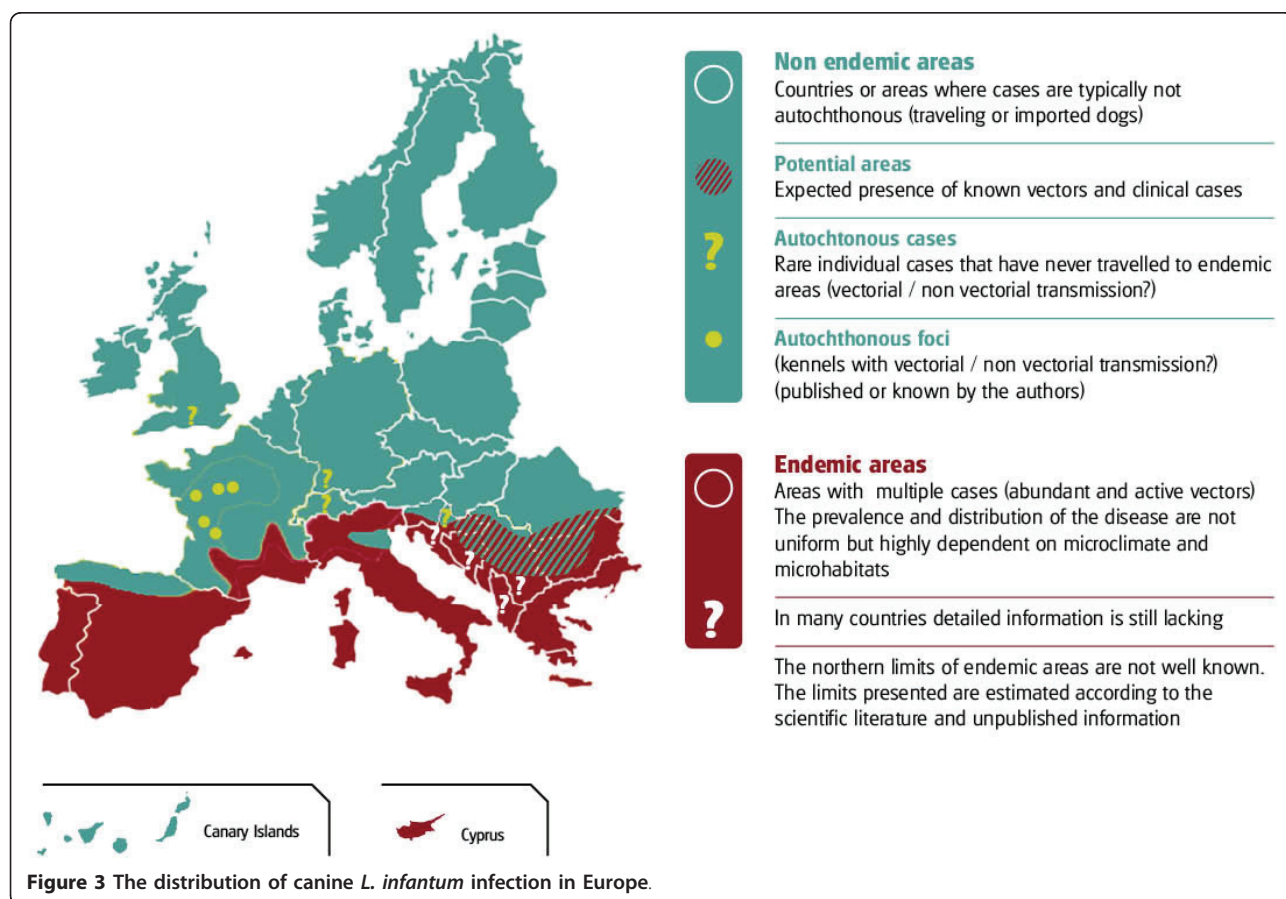 Non endemic areas
Countries or areas where cases are typically not
autochthonous (traveling or imported dogs)
Potential areas
Expected presence of known vectors and clinical cases
?
Autochtonous cases
Rare individual cases that have never travelled to endemic
areas (vectorial / non vectorial transmission?)
Autochthonous foci
(kennels with vectorial / non vectorial transmission?)
(published or known by the authors)
Endemic areas
Areas with multiple cases (abundant and active vectors)
The prevalence and distribution of the disease are not
uniform but highly dependent on microclimate and
microhabitats
?
In many countries detailed information is still lacking
The northern limits of endemic areas are not well known.
The limits presented are estimated according to the
scientific literature and unpublished information
?
?
?
?
?
?
?
?
Canary Islands
Cyprus
Figure 3 The distribution of canine L. infantum infection in Europe.